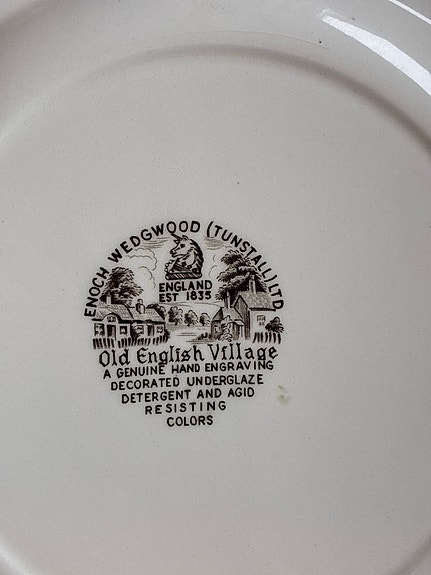 ENOCH WEDGWOOD (TUNSTALL) LTD
ENGLAND
EST 1835
Old English Village
A GENUINE HAND ENGRAVING
DECORATED UNDERGLAZE
DETERGENT AND AGID
RESISTING
COLORS